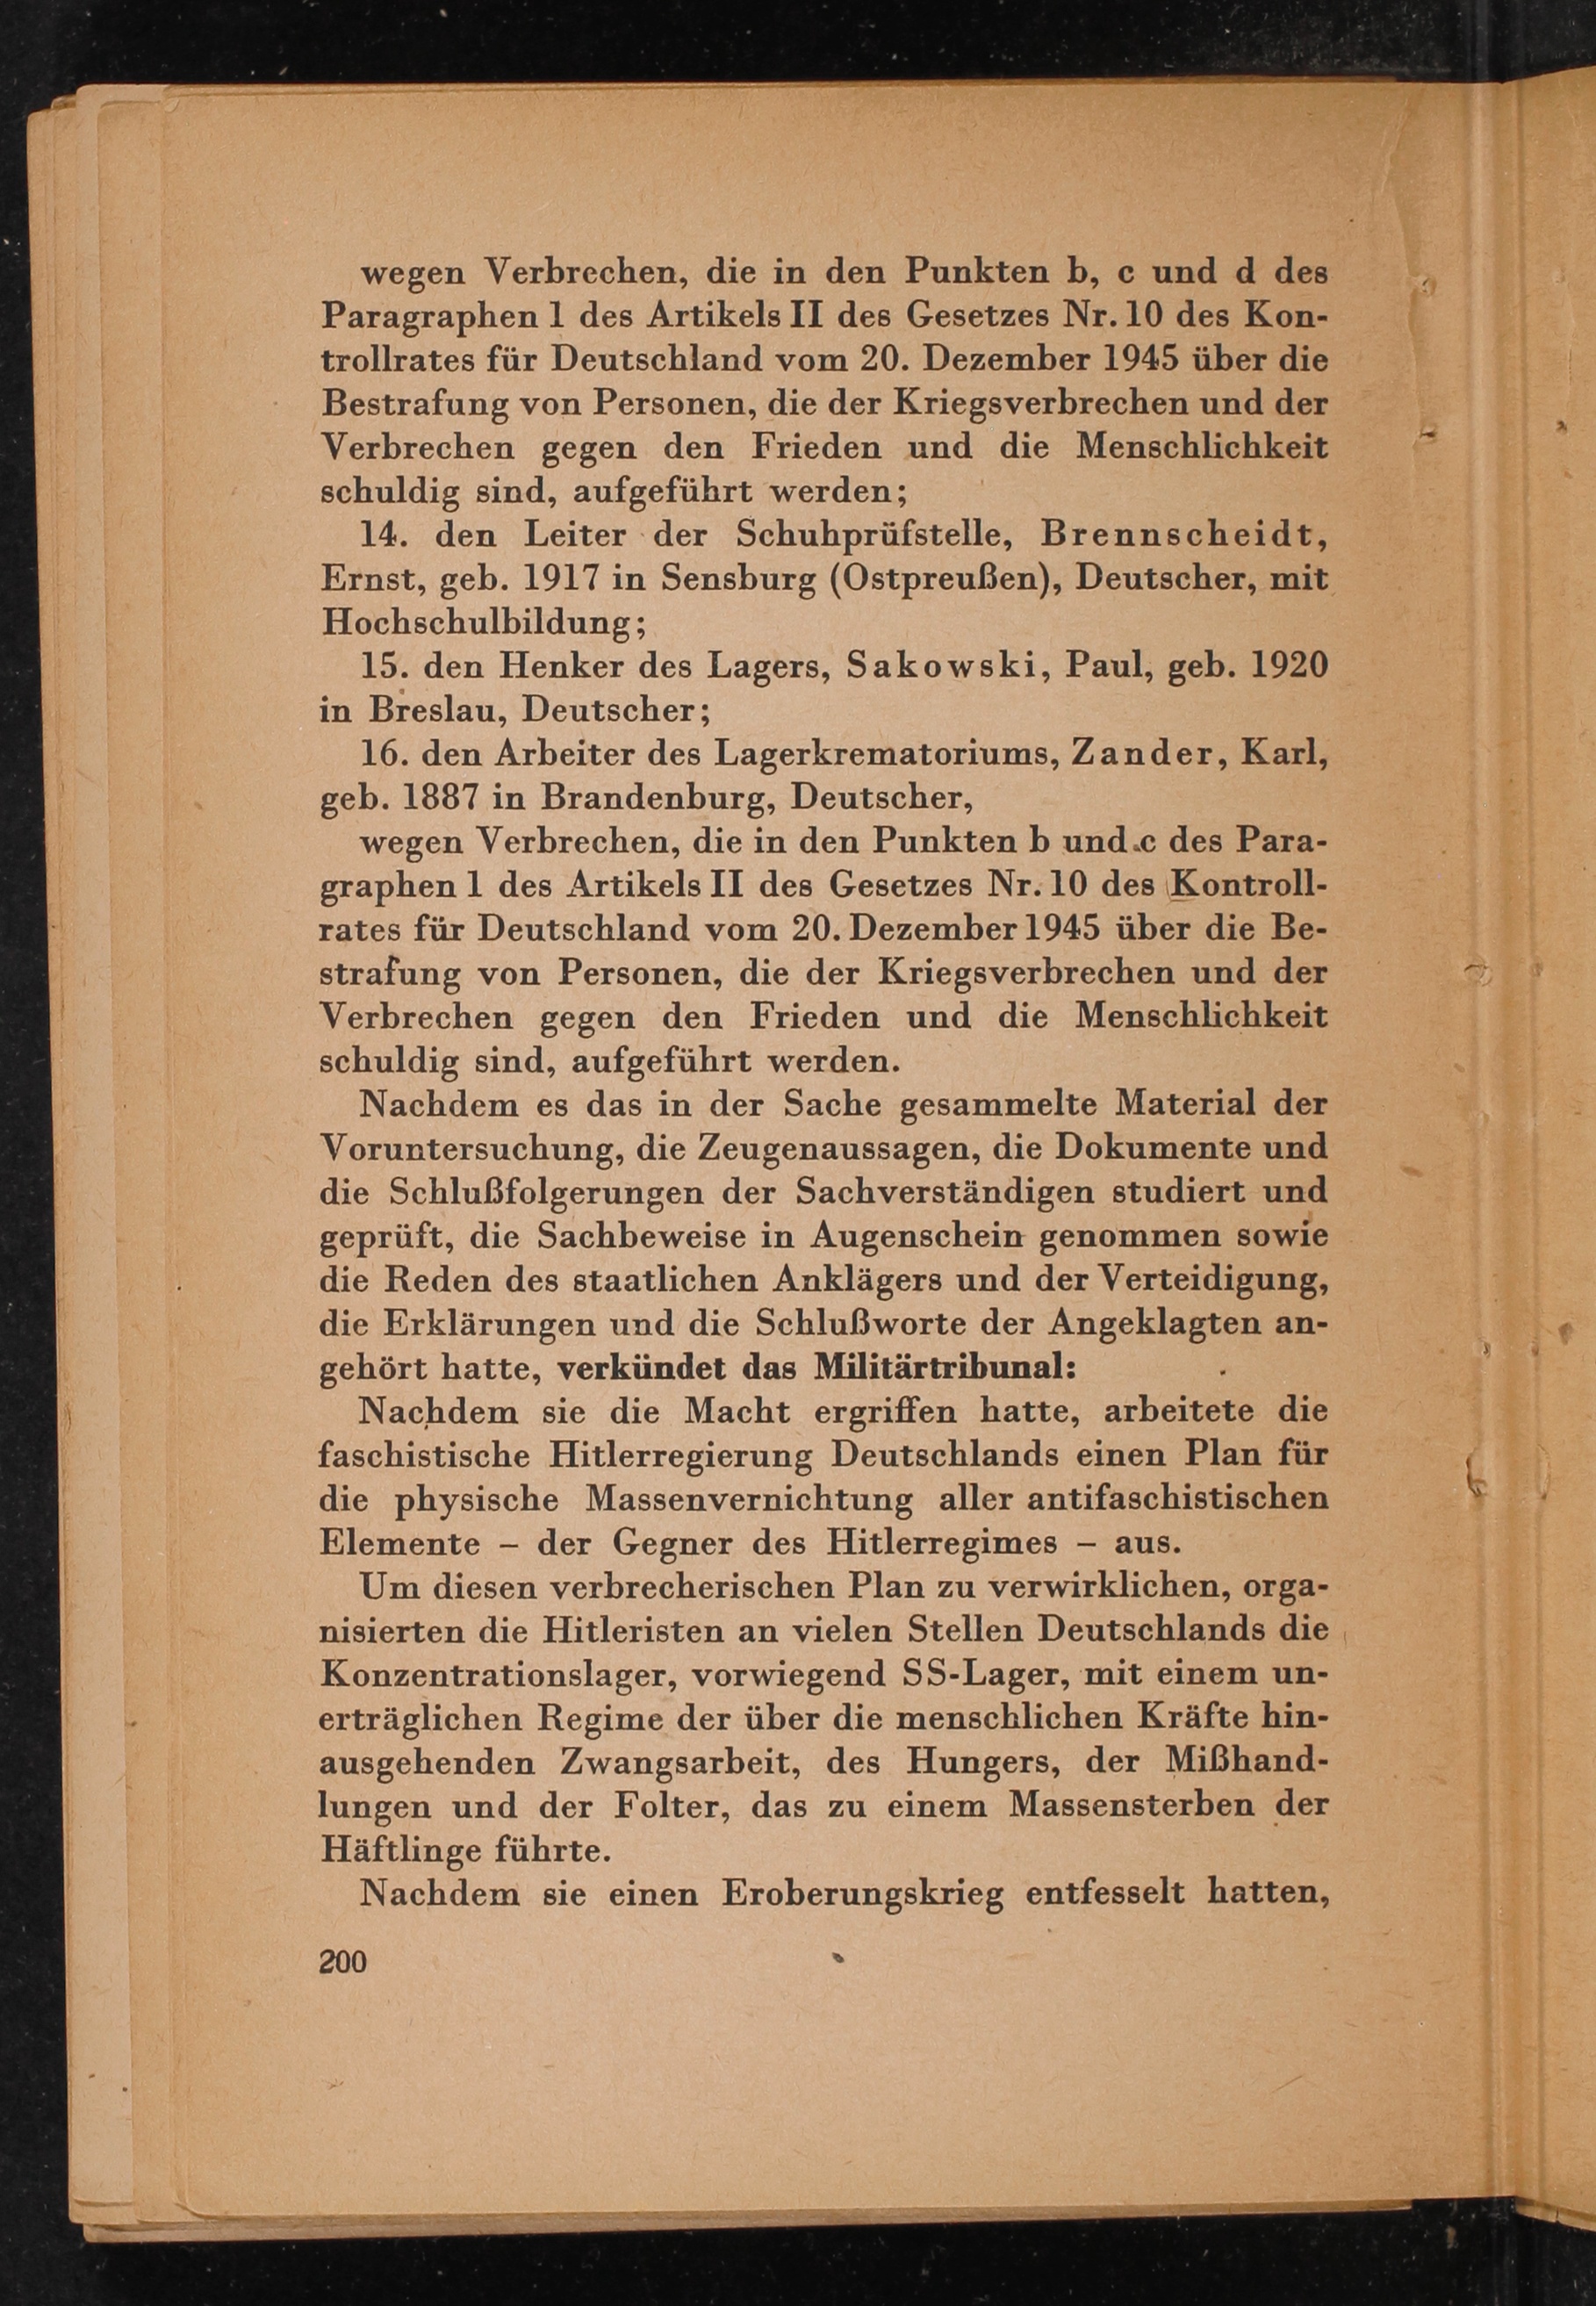 wegen Verbrechen, die in den Punkten b, c und d des
Paragraphen 1 des Artikels II des Gesetzes Nr. 10 des Kon-
trollrates für Deutschland vom 20. Dezember 1945 über die
Bestrafung von Personen, die der Kriegsverbrechen und der
Verbrechen gegen den Frieden und die Menschlichkeit
schuldig sind, aufgeführt werden;
14. den Leiter der Schuhprüfstelle, Brennscheidt,
Ernst, geb. 1917 in Sensburg (Ostpreußen), Deutscher, mit
Hochschulbildung;
15. den Henker des Lagers, Sakowski, Paul, geb. 1920
in Breslau, Deutscher;
16. den Arbeiter des Lagerkrematoriums, Zander, Karl,
geb. 1887 in Brandenburg, Deutscher,
wegen Verbrechen, die in den Punkten b und c des Para-
graphen 1 des Artikels II des Gesetzes Nr. 10 des Kontroll-
rates für Deutschland vom 20. Dezember 1945 über die Be-
strafung von Personen, die der Kriegsverbrechen und der
Verbrechen gegen den Frieden und die Menschlichkeit
schuldig sind, aufgeführt werden.
Nachdem es das in der Sache gesammelte Material der
Voruntersuchung, die Zeugenaussagen, die Dokumente und
die Schlußfolgerungen der Sachverständigen studiert und
geprüft, die Sachbeweise in Augenschein genommen sowie
die Reden des staatlichen Anklägers und der Verteidigung,
die Erklärungen und die Schlußworte der Angeklagten an-
gehört hatte, verkündet das Militärtribunal:
Nachdem sie die Macht ergriffen hatte, arbeitete die
faschistische Hitlerregierung Deutschlands einen Plan für
die physische Massenvernichtung aller antifaschistischen
Elemente – der Gegner des Hitlerregimes – aus.
Um diesen verbrecherischen Plan zu verwirklichen, orga-
nisierten die Hitleristen an vielen Stellen Deutschlands die
Konzentrationslager, vorwiegend SS-Lager, mit einem un-
erträglichen Regime der über die menschlichen Kräfte hin-
ausgehenden Zwangsarbeit, des Hungers, der Mißhand-
lungen und der Folter, das zu einem Massensterben der
Häftlinge führte.
Nachdem sie einen Eroberungskrieg entfesselt hatten,
200